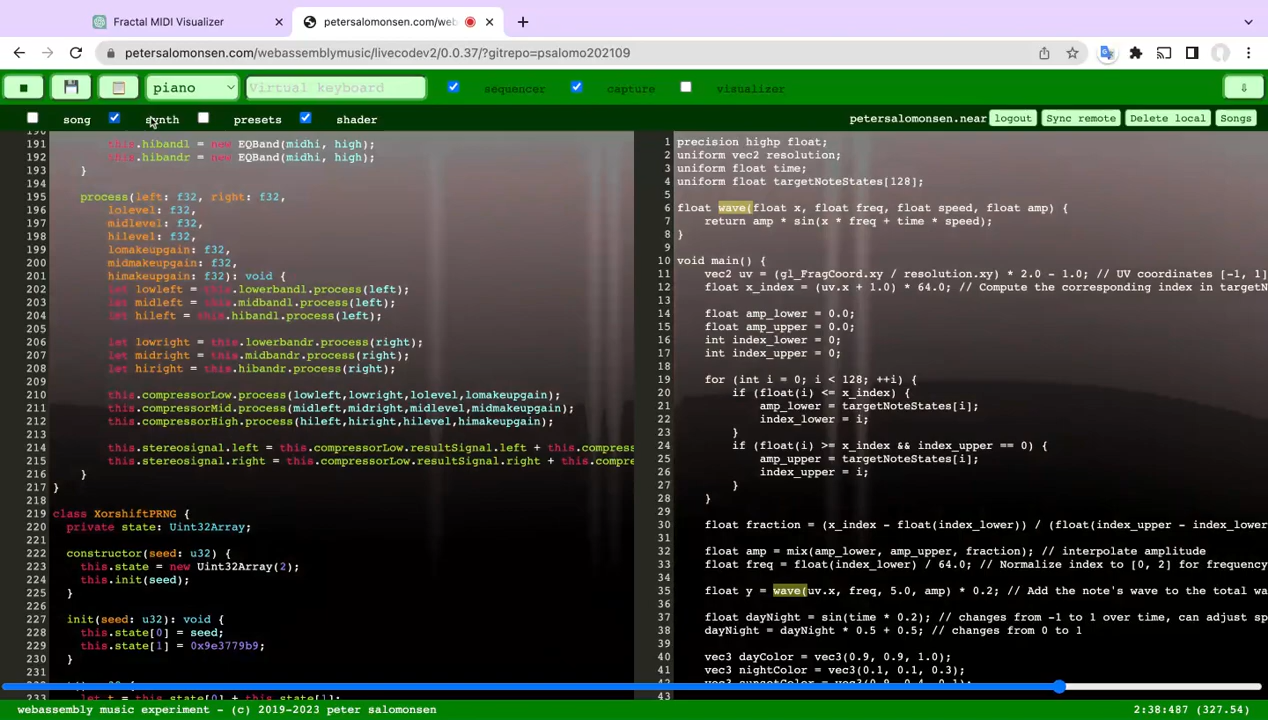 Fractal MIDI Visualizer
petersalomonsen.com/web
petersalomonsen.com/webassemblymusic/livecodev2/0.0.37/?gitrepo=psalomo202109
piano
Virtual keyboard
sequencer
capture
visualizer
song
synth
presets
shader
petersalomonsen.near
logout
Sync remote
Delete local
Songs
191 this.hibandl = new EQBand(midhi, high);
192 this.hibandr = new EQBand(midhi, high);
193 }
194
195 process(left: f32, right: f32,
196 lolevel: f32,
197 midlevel: f32,
198 hilevel: f32,
199 lomakeupgain: f32,
200 midmakeupgain: f32,
201 himakeupgain: f32): void {
202 let lowleft = this.lowerbandl.process(left);
203 let midleft = this.midbandl.process(left);
204 let hileft = this.hibandl.process(left);
205
206 let lowright = this.lowerbandr.process(right);
207 let midright = this.midbandr.process(right);
208 let hiright = this.hibandr.process(right);
209
210 this.compressorLow.process(lowleft,lowright,lolevel,lomakeupgain);
211 this.compressorMid.process(midleft,midright,midlevel,midmakeupgain);
212 this.compressorHigh.process(hileft,hiright,hilevel,himakeupgain);
213
214 this.stereosignal.left = this.compressorLow.resultSignal.left + this.compress
215 this.stereosignal.right = this.compressorLow.resultSignal.right + this.compre
216 }
217 }
218
219 class XorshiftPRNG {
220 private state: Uint32Array;
221
222 constructor(seed: u32) {
223 this.state = new Uint32Array(2);
224 this.init(seed);
225 }
226
227 init(seed: u32): void {
228 this.state[0] = seed;
229 this.state[1] = 0x9e3779b9;
230 }
231
1 precision highp float;
2 uniform vec2 resolution;
3 uniform float time;
4 uniform float targetNoteStates[128];
5
6 float wave(float x, float freq, float speed, float amp) {
7 return amp * sin(x * freq + time * speed);
8 }
9
10 void main() {
11 vec2 uv = (gl_FragCoord.xy / resolution.xy) * 2.0 - 1.0; // UV coordinates [-1, 1]
12 float x_index = (uv.x + 1.0) * 64.0; // Compute the corresponding index in targetN
13
14 float amp_lower = 0.0;
15 float amp_upper = 0.0;
16 int index_lower = 0;
17 int index_upper = 0;
18
19 for (int i = 0; i < 128; ++i) {
20 if (float(i) <= x_index) {
21 amp_lower = targetNoteStates[i];
22 index_lower = i;
23 }
24 if (float(i) >= x_index && index_upper == 0) {
25 amp_upper = targetNoteStates[i];
26 index_upper = i;
27 }
28 }
29
30 float fraction = (x_index - float(index_lower)) / (float(index_upper - index_lower
31
32 float amp = mix(amp_lower, amp_upper, fraction); // interpolate amplitude
33 float freq = float(index_lower) / 64.0; // Normalize index to [0, 2] for frequency
34
35 float y = wave(uv.x, freq, 5.0, amp) * 0.2; // Add the note's wave to the total wa
36
37 float dayNight = sin(time * 0.2); // changes from -1 to 1 over time, can adjust sp
38 dayNight = dayNight * 0.5 + 0.5; // changes from 0 to 1
39
40 vec3 dayColor = vec3(0.9, 0.9, 1.0);
41 vec3 nightColor = vec3(0.1, 0.1, 0.3);
43
webassembly music experiment - (c) 2019-2023 peter salomonsen
2:38:487 (327.54)